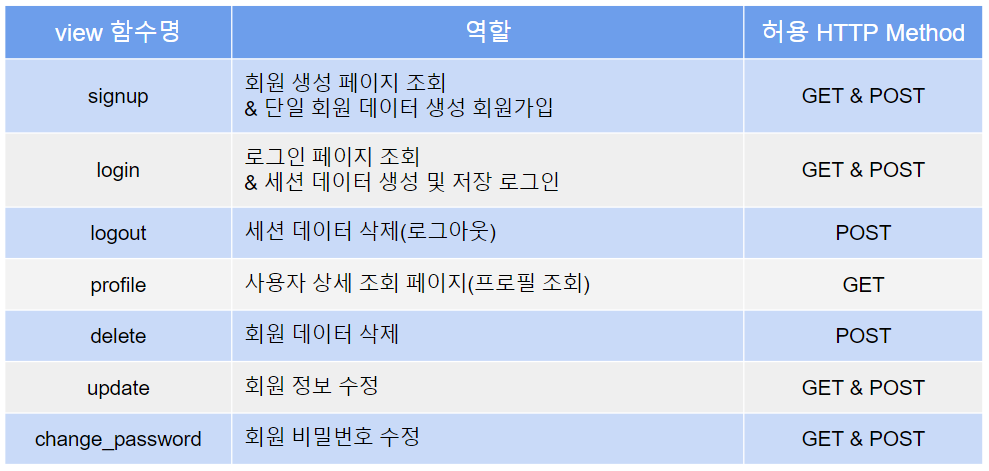 view 함수명 역할 허용 HTTP Method
signup 회원 생성 페이지 조회
& 단일 회원 데이터 생성 회원가입 GET & POST
login 로그인 페이지 조회
& 세션 데이터 생성 및 저장 로그인 GET & POST
logout 세션 데이터 삭제(로그아웃) POST
profile 사용자 상세 조회 페이지(프로필 조회) GET
delete 회원 데이터 삭제 POST
update 회원 정보 수정 GET & POST
change_password 회원 비밀번호 수정 GET & POST